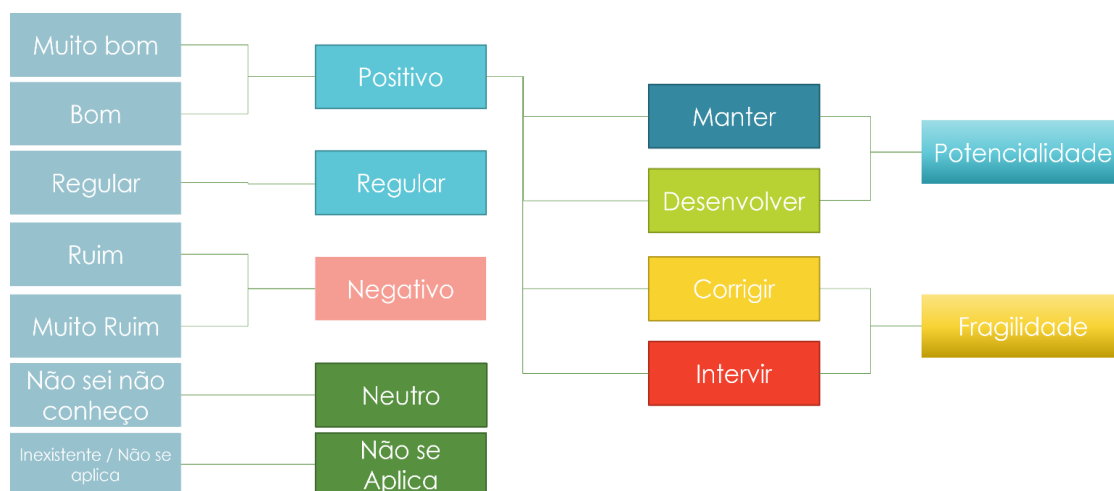 Muito bom
Bom
Regular
Ruim
Muito Ruim
Não sei não
conheço
Inexistente / Não se
aplica
Positivo
Regular
Negativo
Neutro
Não se
Aplica
Manter
Desenvolver
Corrigir
Intervir
Potencialidade
Fragilidade